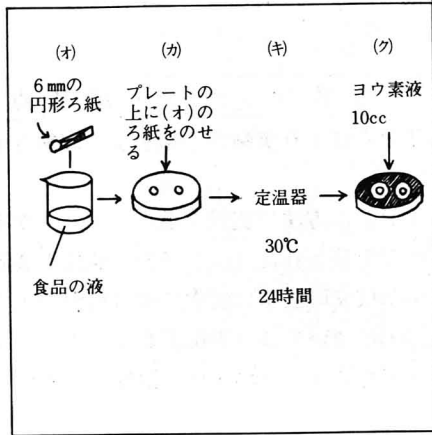 (オ)
(カ)
(キ)
(ク)
6mmの
円形ろ紙
プレートの
上に(オ)の
ろ紙をのせ
る
ヨウ素液
10cc
定温器
30℃
24時間
食品の液